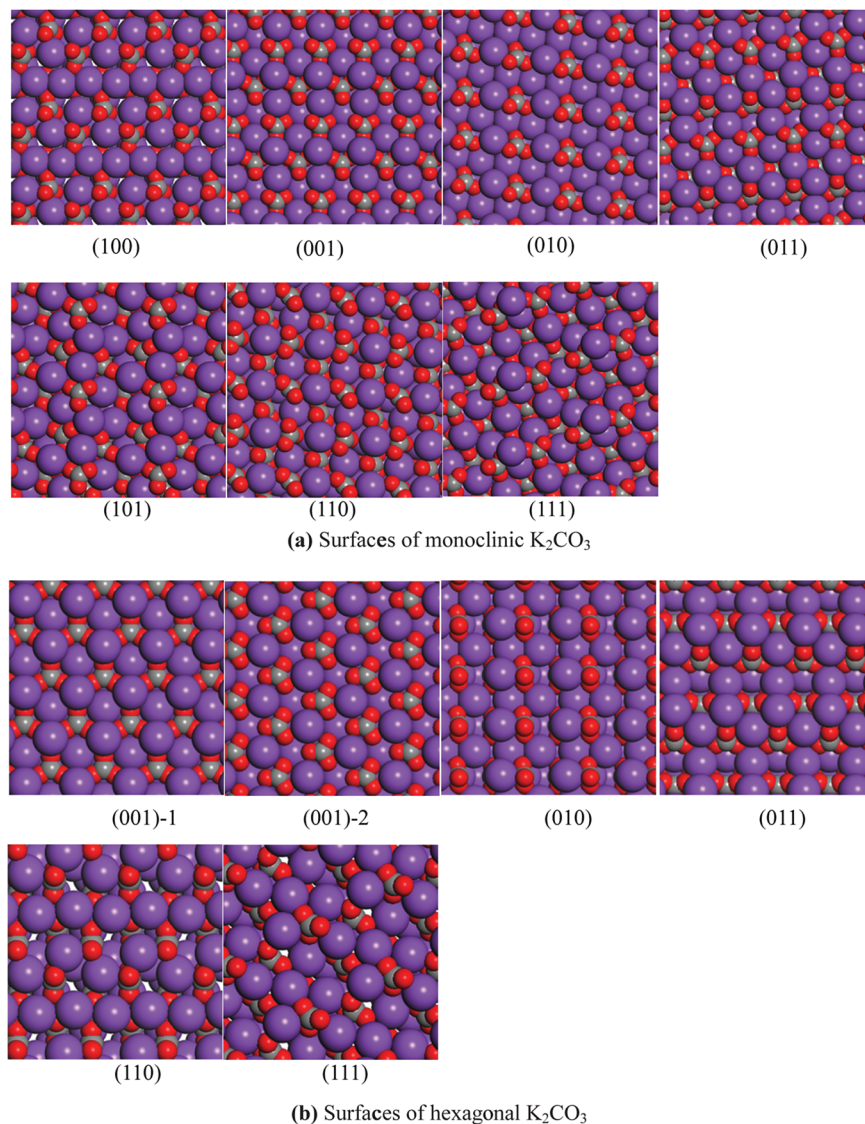 (100) (001) (010) (011)
(101) (110) (111)
(a) Surfaces of monoclinic K₂CO₃
(001)-1 (001)-2 (010) (011)
(110) (111)
(b) Surfaces of hexagonal K₂CO₃